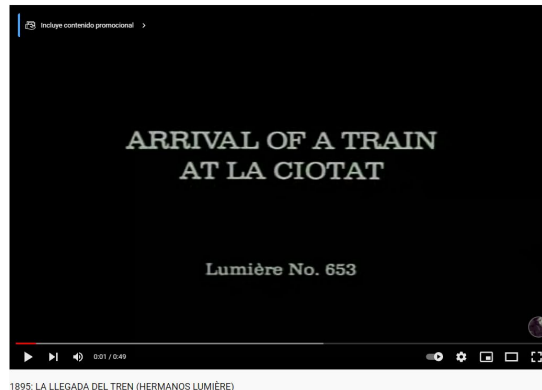 Incluye contenido promocional
ARRIVAL OF A TRAIN
AT LA CIOTAT
Lumière No. 653
0:01 / 0:49
1895: LA LLEGADA DEL TREN (HERMANOS LUMIÈRE)